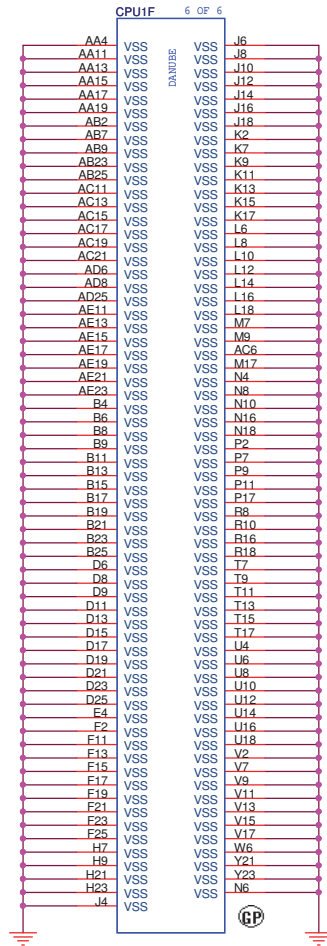 CPU1F 6 OF 6
DANUBE
AA4 VSS VSS J6
AA11 VSS VSS J8
AA13 VSS VSS J10
AA15 VSS VSS J12
AA17 VSS VSS J14
AA19 VSS VSS J16
AB2 VSS VSS J18
AB7 VSS VSS K2
AB9 VSS VSS K7
AB23 VSS VSS K9
AB25 VSS VSS K11
AC11 VSS VSS K13
AC13 VSS VSS K15
AC15 VSS VSS K17
AC17 VSS VSS L6
AC19 VSS VSS L8
AC21 VSS VSS L10
AD6 VSS VSS L12
AD8 VSS VSS L14
AD25 VSS VSS L16
AE11 VSS VSS L18
AE13 VSS VSS M7
AE15 VSS VSS M9
AE17 VSS VSS AC6
AE19 VSS VSS M17
AE21 VSS VSS N4
AE23 VSS VSS N8
B4 VSS VSS N10
B6 VSS VSS N16
B8 VSS VSS N18
B9 VSS VSS P2
B11 VSS VSS P7
B13 VSS VSS P9
B15 VSS VSS P11
B17 VSS VSS P17
B19 VSS VSS R8
B21 VSS VSS R10
B23 VSS VSS R16
B25 VSS VSS R18
D6 VSS VSS T7
D8 VSS VSS T9
D9 VSS VSS T11
D11 VSS VSS T13
D13 VSS VSS T15
D15 VSS VSS T17
D17 VSS VSS U4
D19 VSS VSS U6
D21 VSS VSS U8
D23 VSS VSS U10
D25 VSS VSS U12
E4 VSS VSS U14
F2 VSS VSS U16
F11 VSS VSS U18
F13 VSS VSS V2
F15 VSS VSS V7
F17 VSS VSS V9
F19 VSS VSS V11
F21 VSS VSS V13
F23 VSS VSS V15
F25 VSS VSS V17
H7 VSS VSS W6
H9 VSS VSS Y21
H21 VSS VSS Y23
H23 VSS VSS N6
J4 VSS
GP